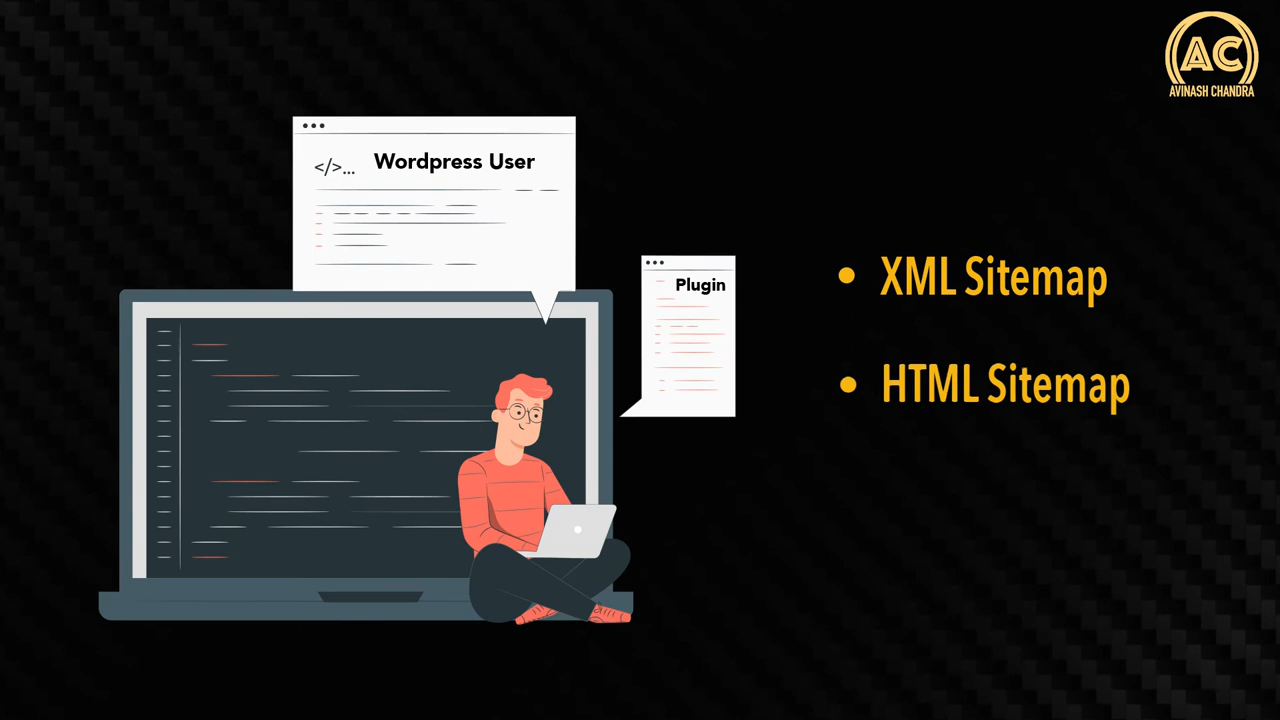 AC
AVINASH CHANDRA
</>... Wordpress User
Plugin
• XML Sitemap
• HTML Sitemap